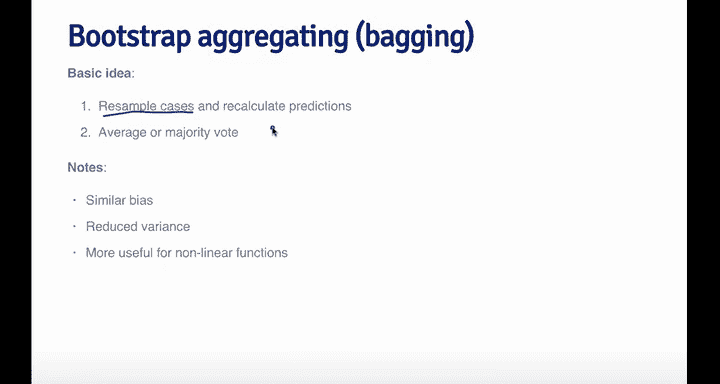 Bootstrap aggregating (bagging)
Basic idea:
1. Resample cases and recalculate predictions
2. Average or majority vote
Notes:
· Similar bias
· Reduced variance
· More useful for non-linear functions